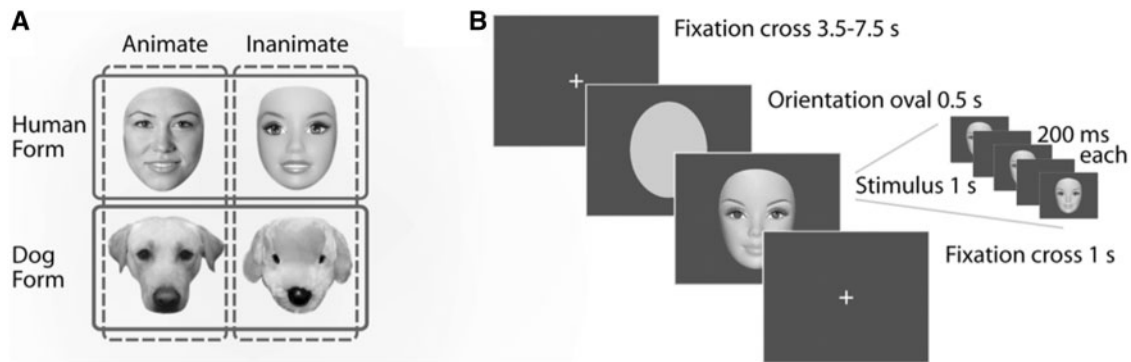 A
Animate Inanimate
Human
Form
Dog
Form
B
Fixation cross 3.5-7.5 s
Orientation oval 0.5 s
200 ms
each
Stimulus 1 s
Fixation cross 1 s